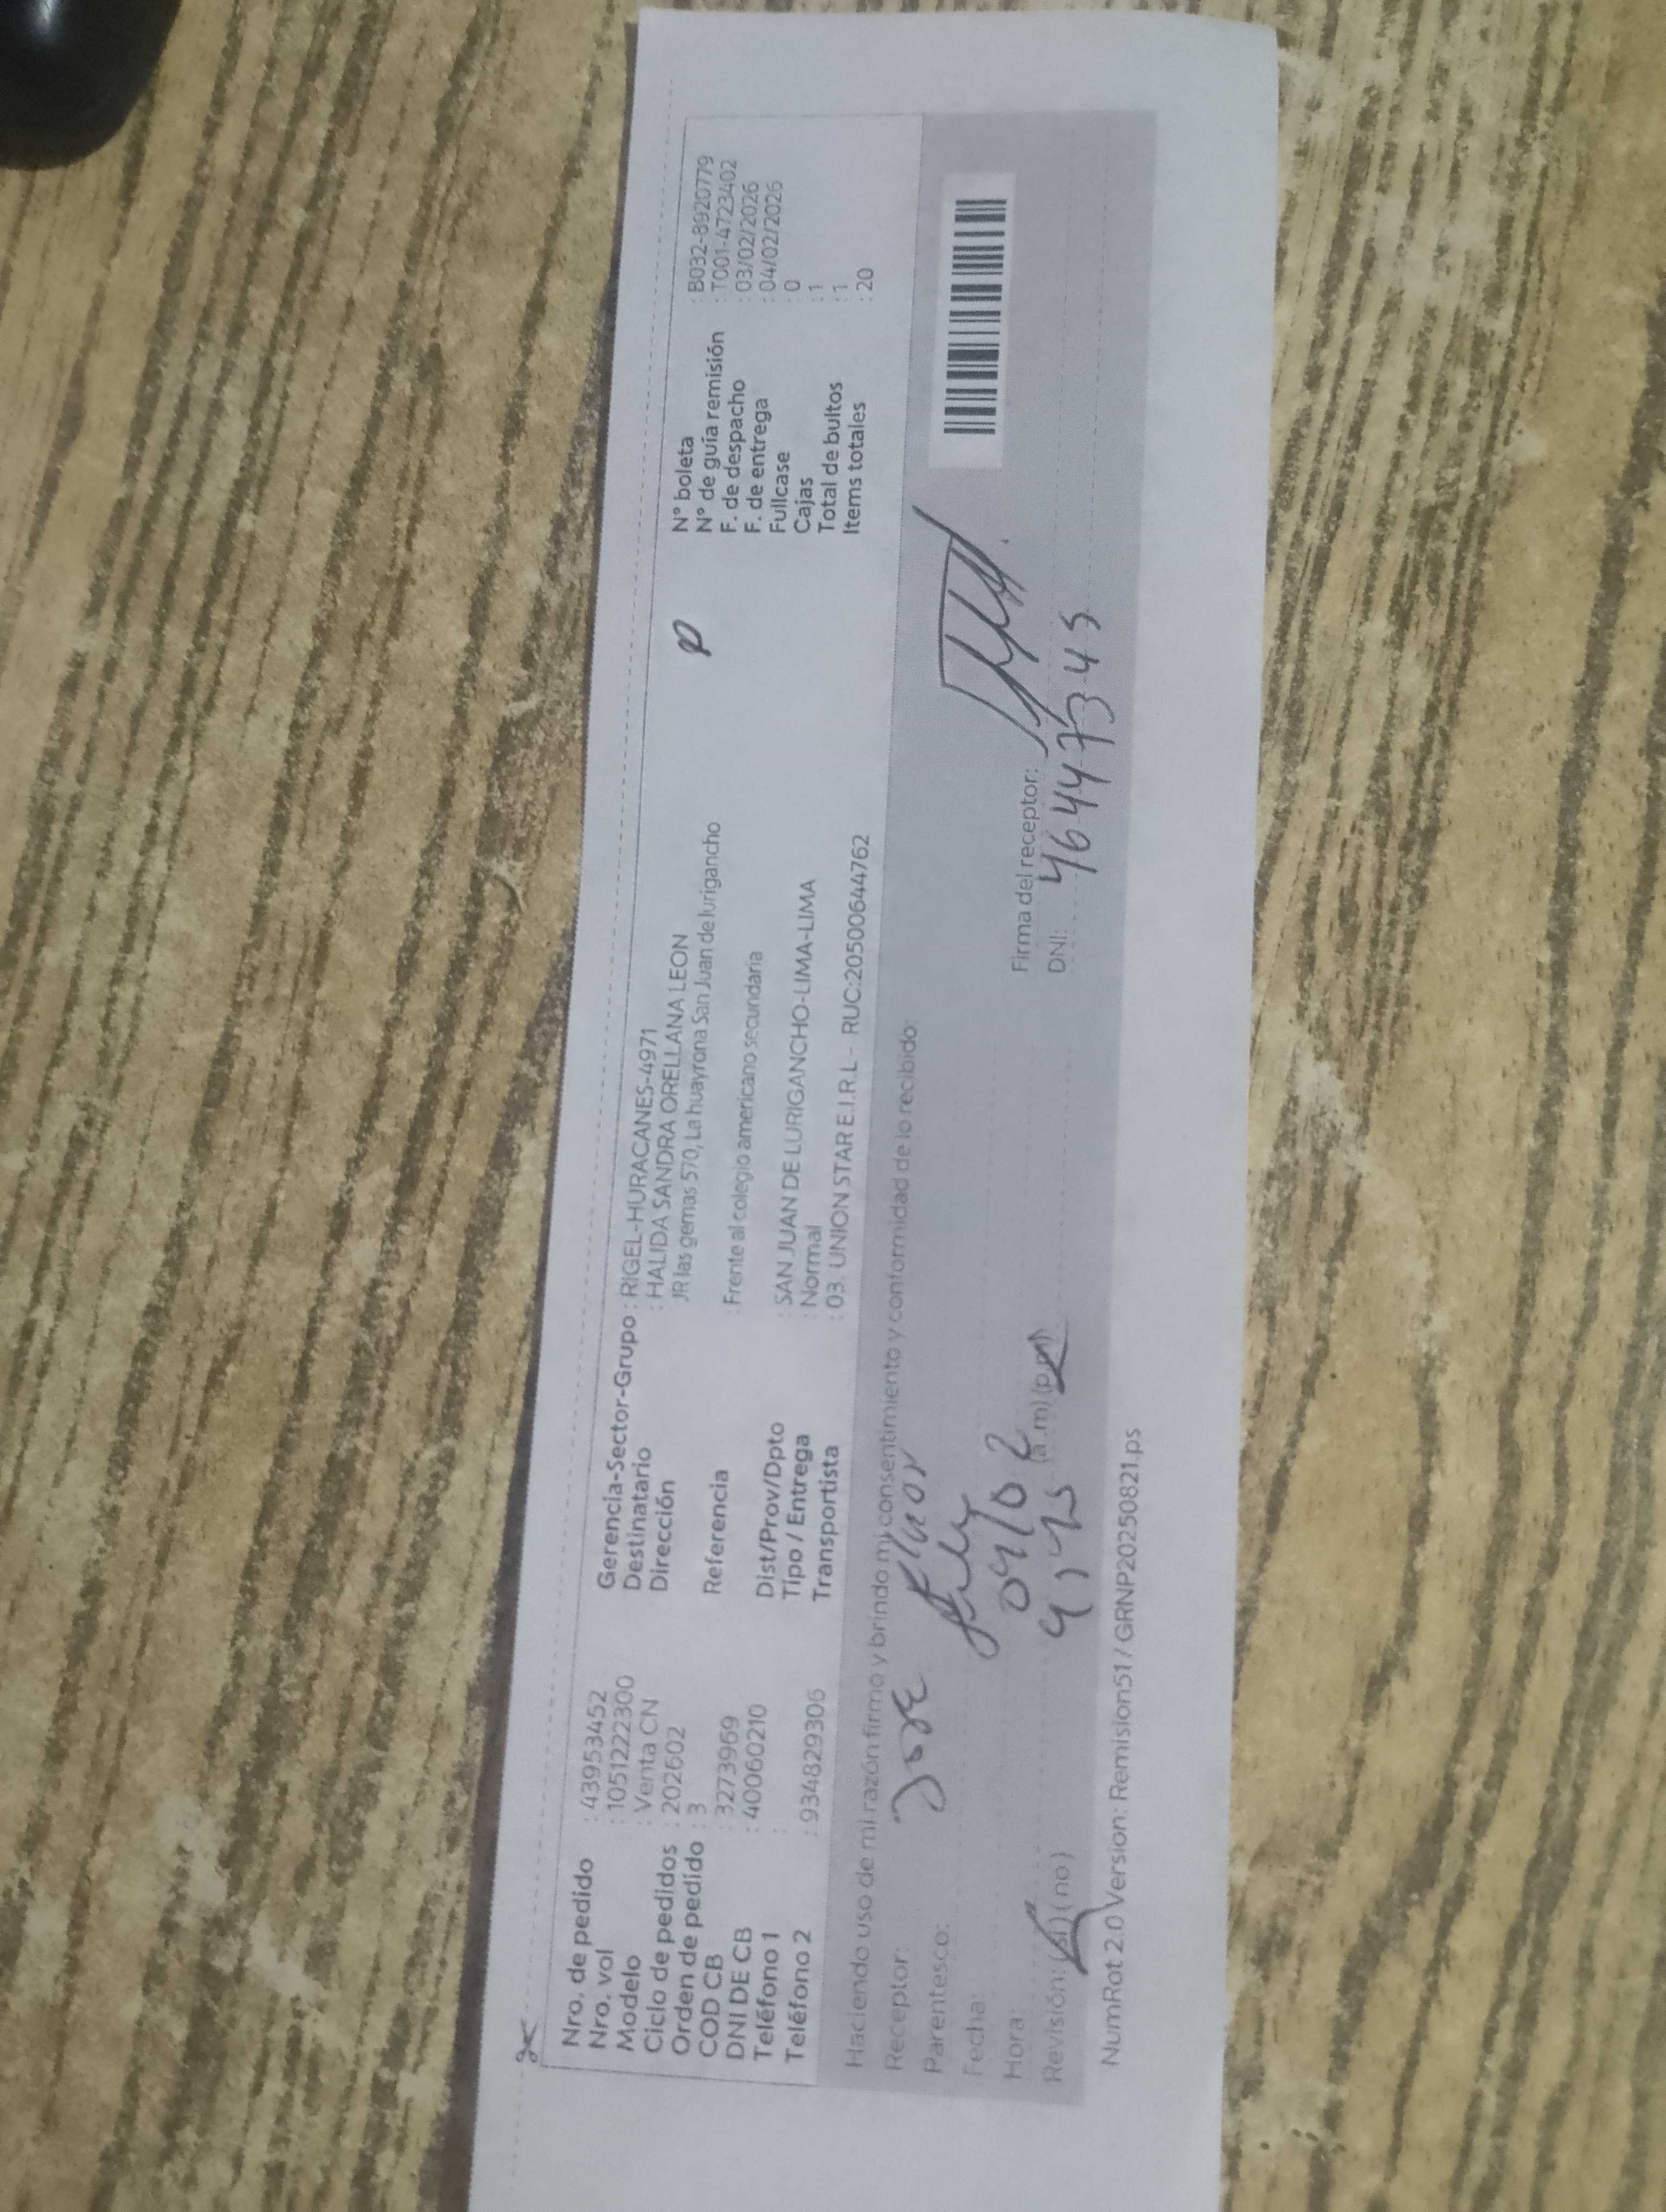 Nro. de pedido : 43953452
Nro. vol : 1051222300
Modelo : Venta CN
Ciclo de pedidos : 202602
Orden de pedido : 3
COD CB : 3273969
DNI DE CB : 40060210
Teléfono 1 :
Teléfono 2 : 934829306
Gerencia-Sector-Grupo : RIGEL-HURACANES-4971
Destinatario : HALIDA SANDRA ORELLANA LEON
Dirección JR las gemas 570, La huayrona San Juan de lurigancho
Referencia : Frente al colegio americano secundaria
Dist/Prov/Dpto : SAN JUAN DE LURIGANCHO-LIMA-LIMA
Tipo / Entrega : Normal
Transportista : 03. UNION STAR E.I.R.L - RUC:20500644762
N° boleta : B032-8920779
N° de guía remisión : T001-4723402
F. de despacho : 03/02/2026
F. de entrega : 04/02/2026
Fullcase : 0
Cajas : 1
Total de bultos : 1
Items totales : 20
Haciendo uso de mi razón firmo y brindo mi consentimiento y conformidad de lo recibido:
Receptor: Jose
Parentesco:
Fecha: 04/02
Hora: 4:45 (a.m) (p.m)
Revisión: (si) (no)
Firma del receptor:
DNI: 46447345
NumRot 2.0 Version: Remision51 / GRNP20250821.ps